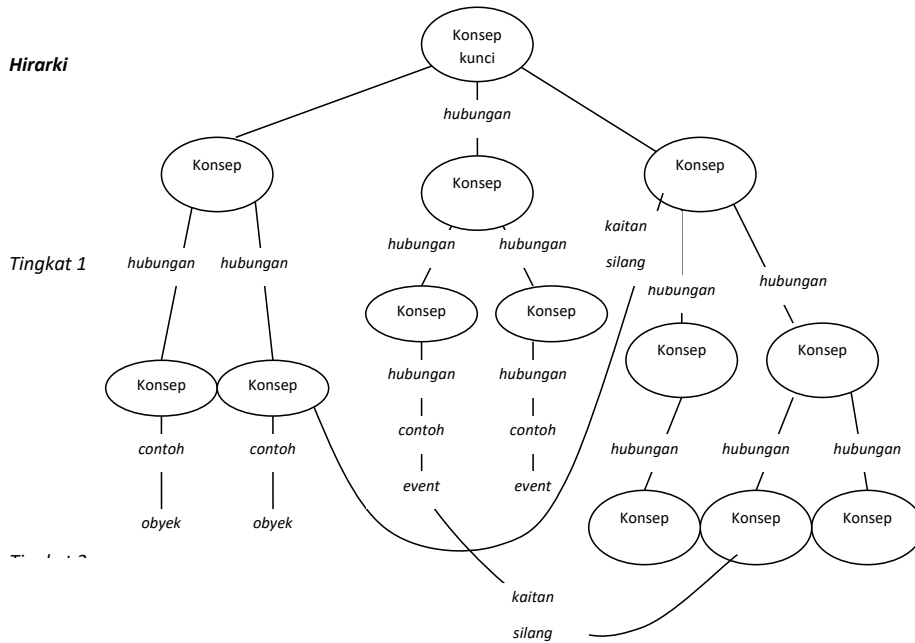 Konsep
kunci
Hirarki
hubungan
Konsep
Konsep
Konsep
kaitan
silang
Tingkat 1
hubungan
hubungan
hubungan
hubungan
hubungan
hubungan
Konsep
Konsep
Konsep
Konsep
Konsep
Konsep
hubungan
hubungan
contoh
contoh
contoh
contoh
hubungan
hubungan
hubungan
event
event
obyek
obyek
Konsep
Konsep
Konsep
kaitan
silang